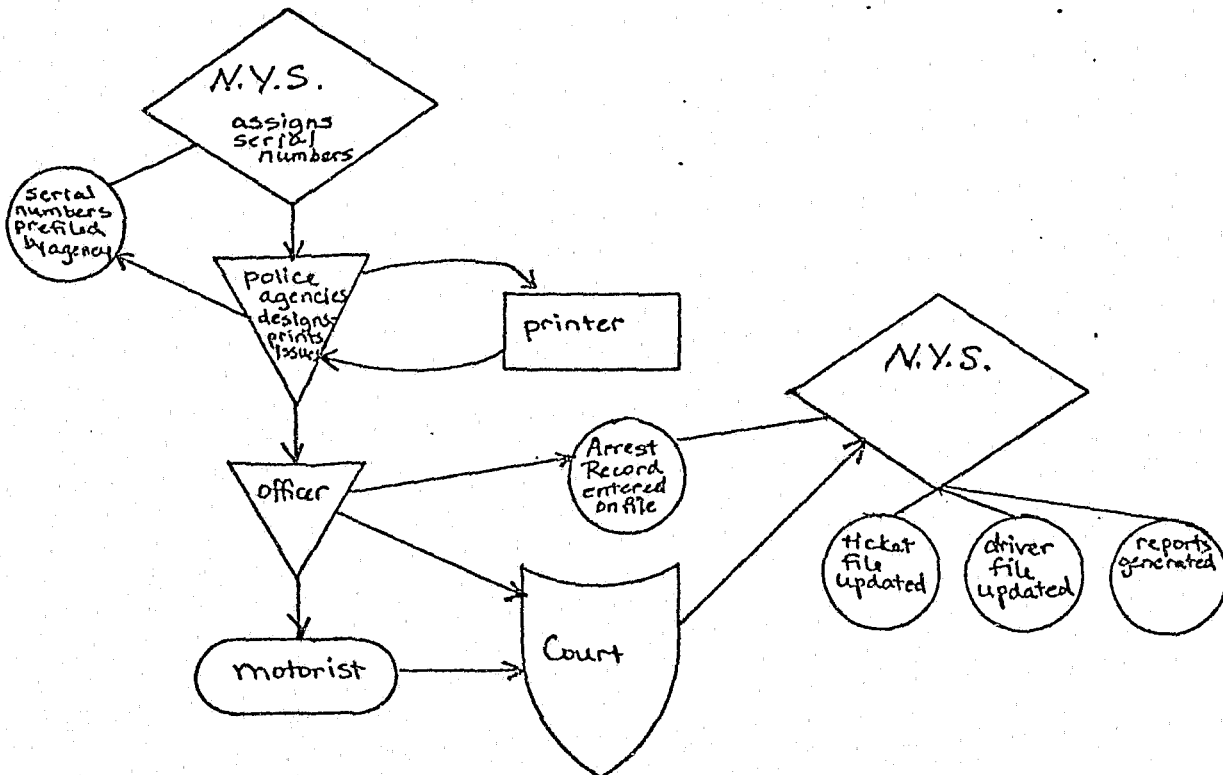 N.Y.S.
assigns
serial
numbers
serial
numbers
prefiled
by agency
police
agencies
designs-
prints
issues
printer
N.Y.S.
Arrest
Record
entered
on file
officer
ticket
file
updated
driver
file
updated
reports
generated
Court
motorist